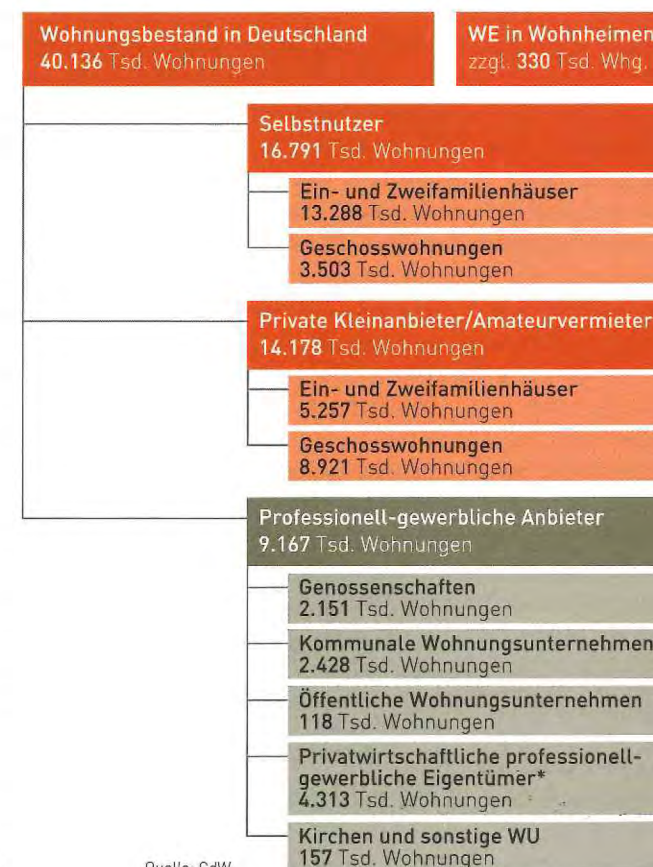 Wohnungsbestand in Deutschland
40.136 Tsd. Wohnungen
WE in Wohnheimen
zzgl. 330 Tsd. Whg.
Selbstnutzer
16.791 Tsd. Wohnungen
Ein- und Zweifamilienhäuser
13.288 Tsd. Wohnungen
Geschosswohnungen
3.503 Tsd. Wohnungen
Private Kleinanbieter/Amateurvermieter
14.178 Tsd. Wohnungen
Ein- und Zweifamilienhäuser
5.257 Tsd. Wohnungen
Geschosswohnungen
8.921 Tsd. Wohnungen
Professionell-gewerbliche Anbieter
9.167 Tsd. Wohnungen
Genossenschaften
2.151 Tsd. Wohnungen
Kommunale Wohnungsunternehmen
2.428 Tsd. Wohnungen
Öffentliche Wohnungsunternehmen
118 Tsd. Wohnungen
Privatwirtschaftliche professionell-
gewerbliche Eigentümer*
4.313 Tsd. Wohnungen
Kirchen und sonstige WU
157 Tsd. Wohnungen
Quelle: GdW